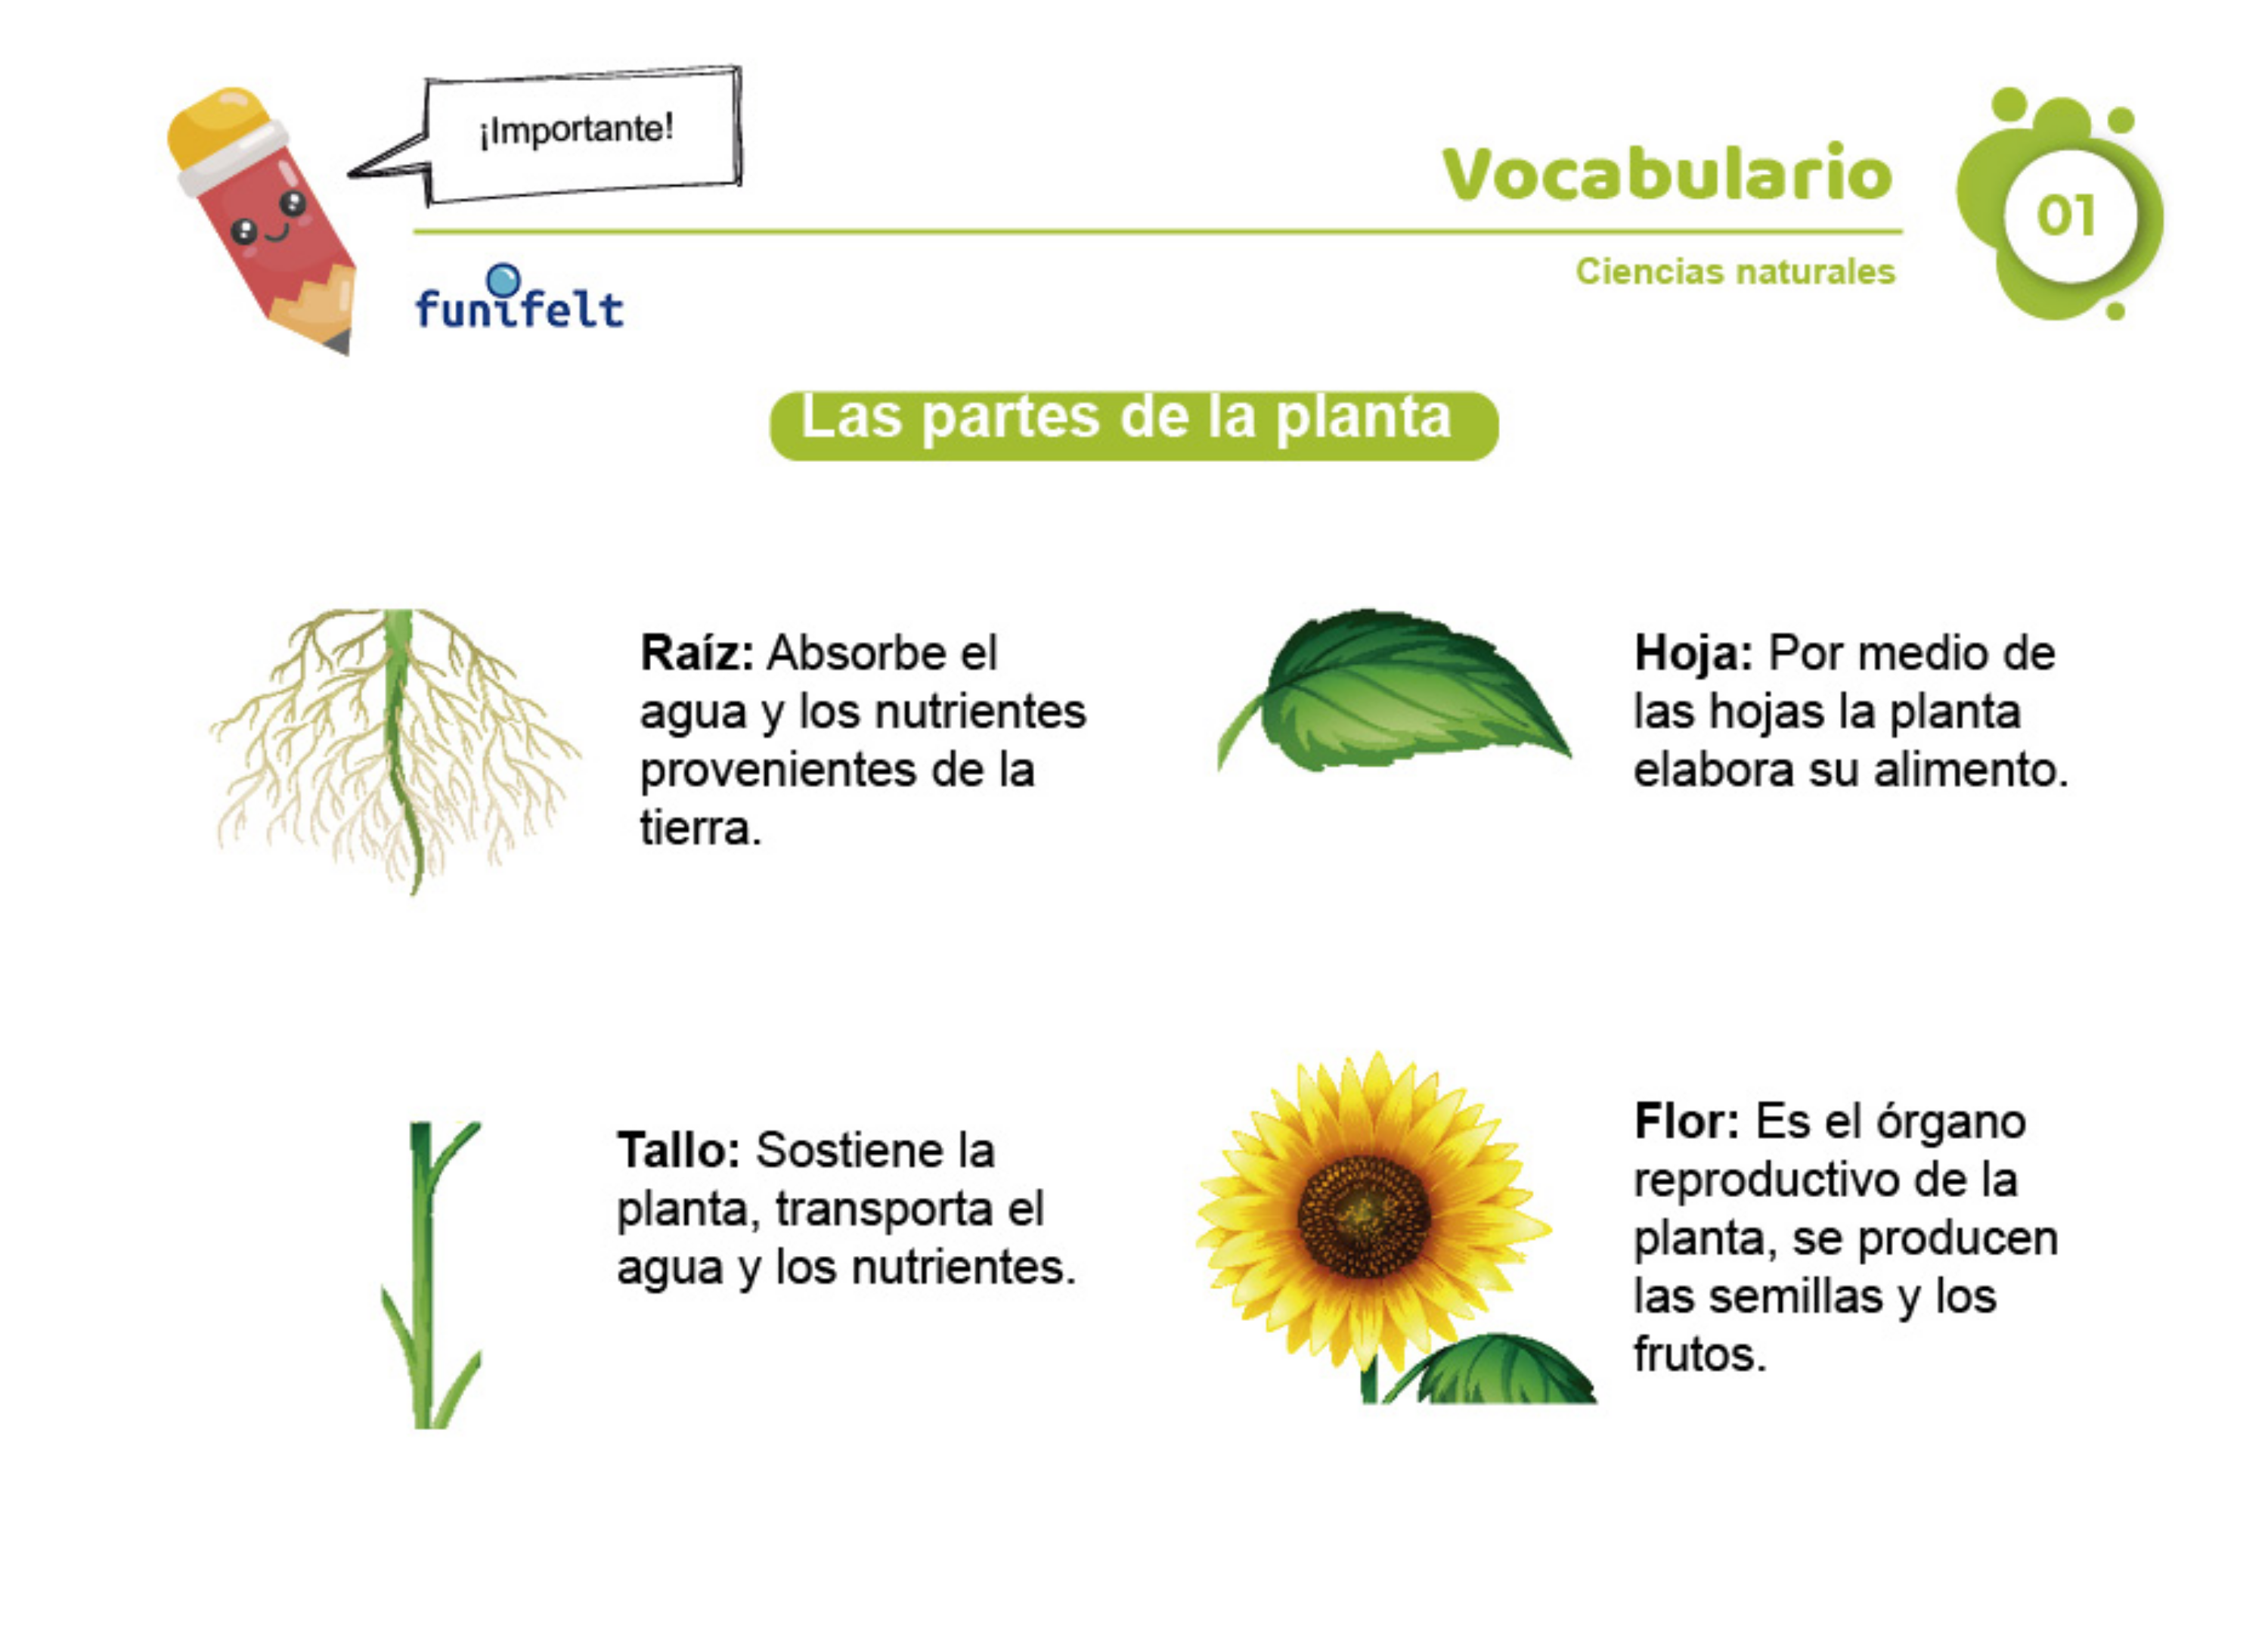 ¡Importante!
Vocabulario
01
Ciencias naturales
funifelt
Las partes de la planta
Raíz: Absorbe el
agua y los nutrientes
provenientes de la
tierra.
Hoja: Por medio de
las hojas la planta
elabora su alimento.
Tallo: Sostiene la
planta, transporta el
agua y los nutrientes.
Flor: Es el órgano
reproductivo de la
planta, se producen
las semillas y los
frutos.